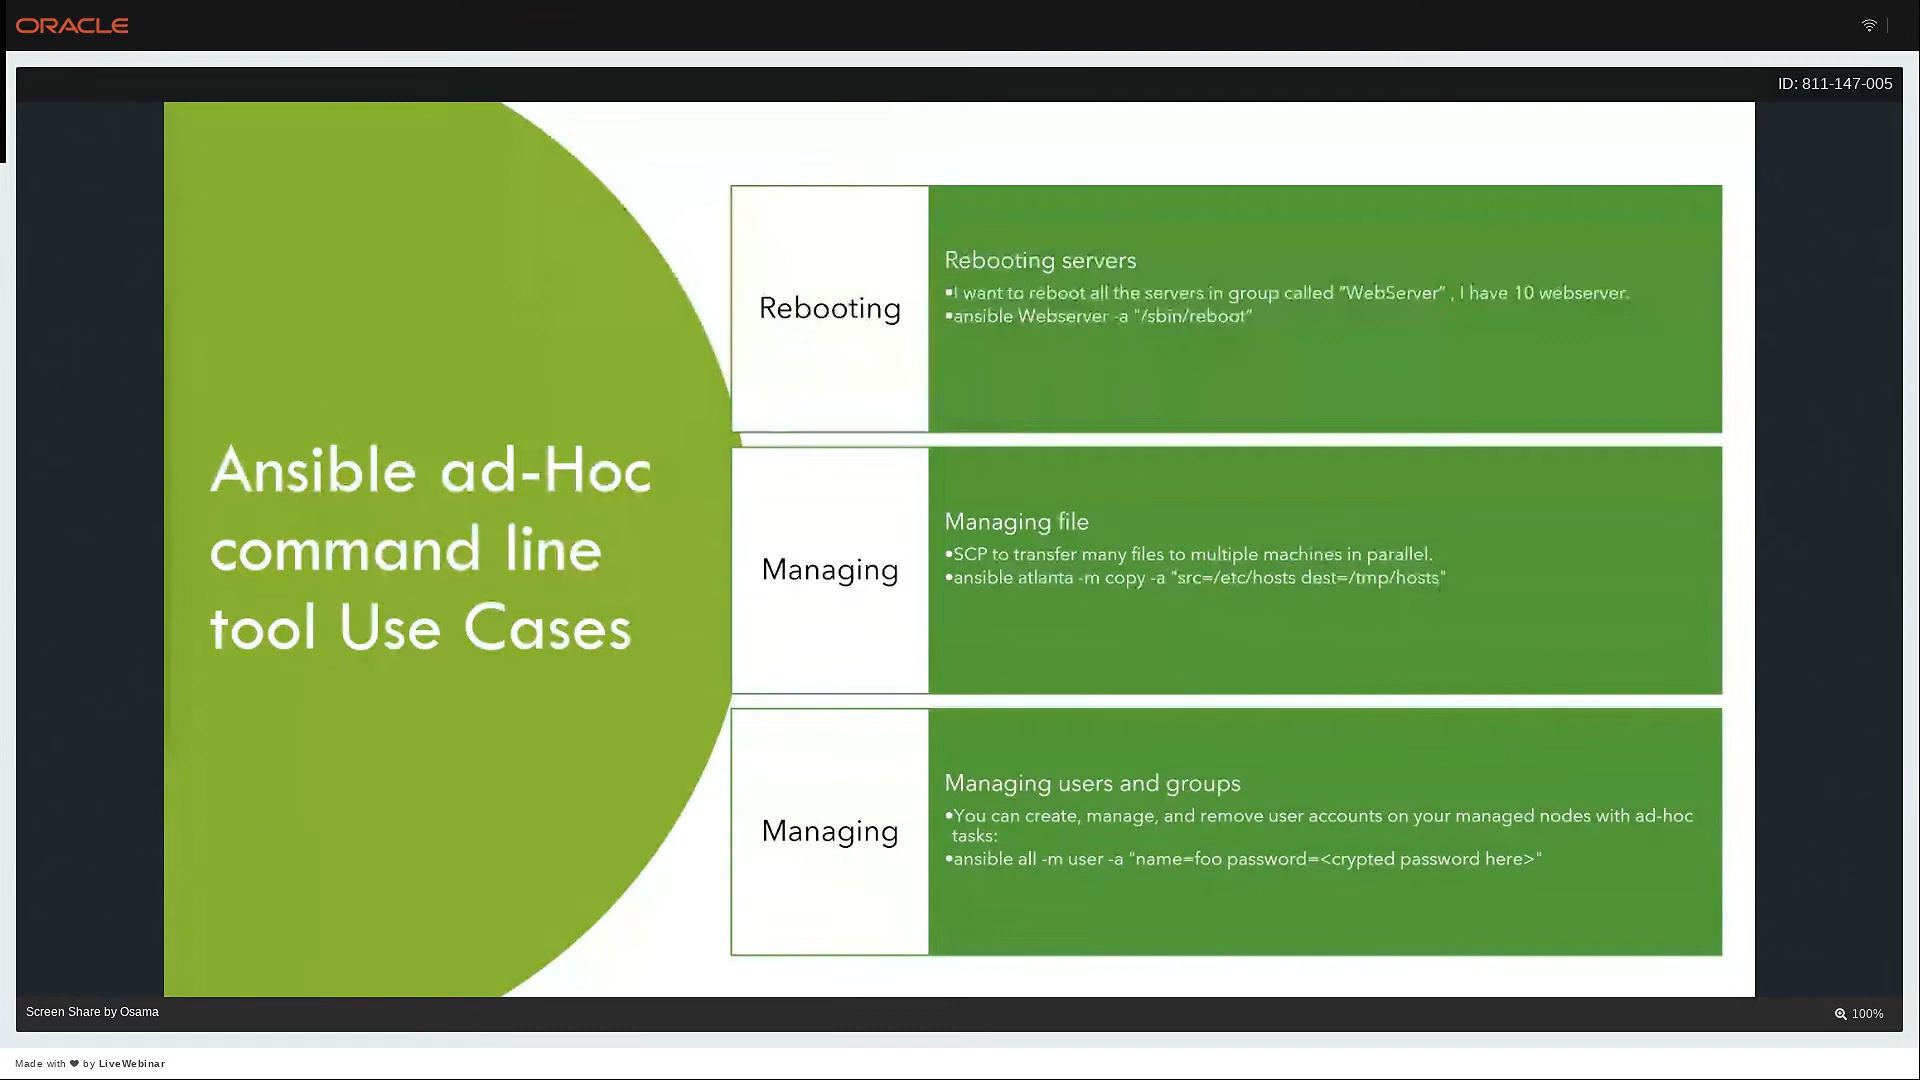 ORACLE
ID: 811-147-005
Ansible ad-Hoc
command line
tool Use Cases
Rebooting
Rebooting servers
▪I want to reboot all the servers in group called "WebServer" , I have 10 webserver.
▪ansible Webserver -a "/sbin/reboot"
Managing
Managing file
•SCP to transfer many files to multiple machines in parallel.
•ansible atlanta -m copy -a "src=/etc/hosts dest=/tmp/hosts"
Managing
Managing users and groups
•You can create, manage, and remove user accounts on your managed nodes with ad-hoc
tasks:
•ansible all -m user -a "name=foo password=<crypted password here>"
Screen Share by Osama
100%
Made with ❤ by LiveWebinar